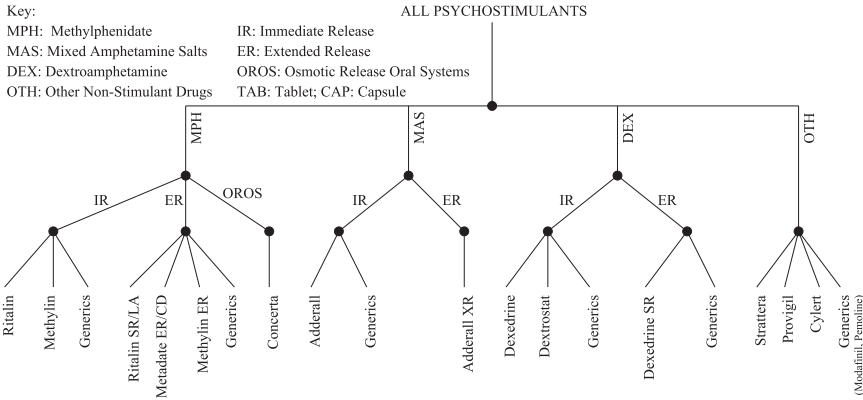 Key:
ALL PSYCHOSTIMULANTS
MPH: Methylphenidate
IR: Immediate Release
MAS: Mixed Amphetamine Salts
ER: Extended Release
DEX: Dextroamphetamine
OROS: Osmotic Release Oral Systems
OTH: Other Non-Stimulant Drugs
TAB: Tablet; CAP: Capsule
MPH
MAS
DEX
OTH
IR
ER
OROS
IR
ER
IR
ER
Ritalin
Methylin
Generics
Ritalin SR/LA
Metadate ER/CD
Methylin ER
Generics
Concerta
Adderall
Generics
Adderall XR
Dexedrine
Dextrostat
Generics
Dexedrine SR
Generics
Strattera
Provigil
Cylert
Generics
(Modafinil, Pemoline)